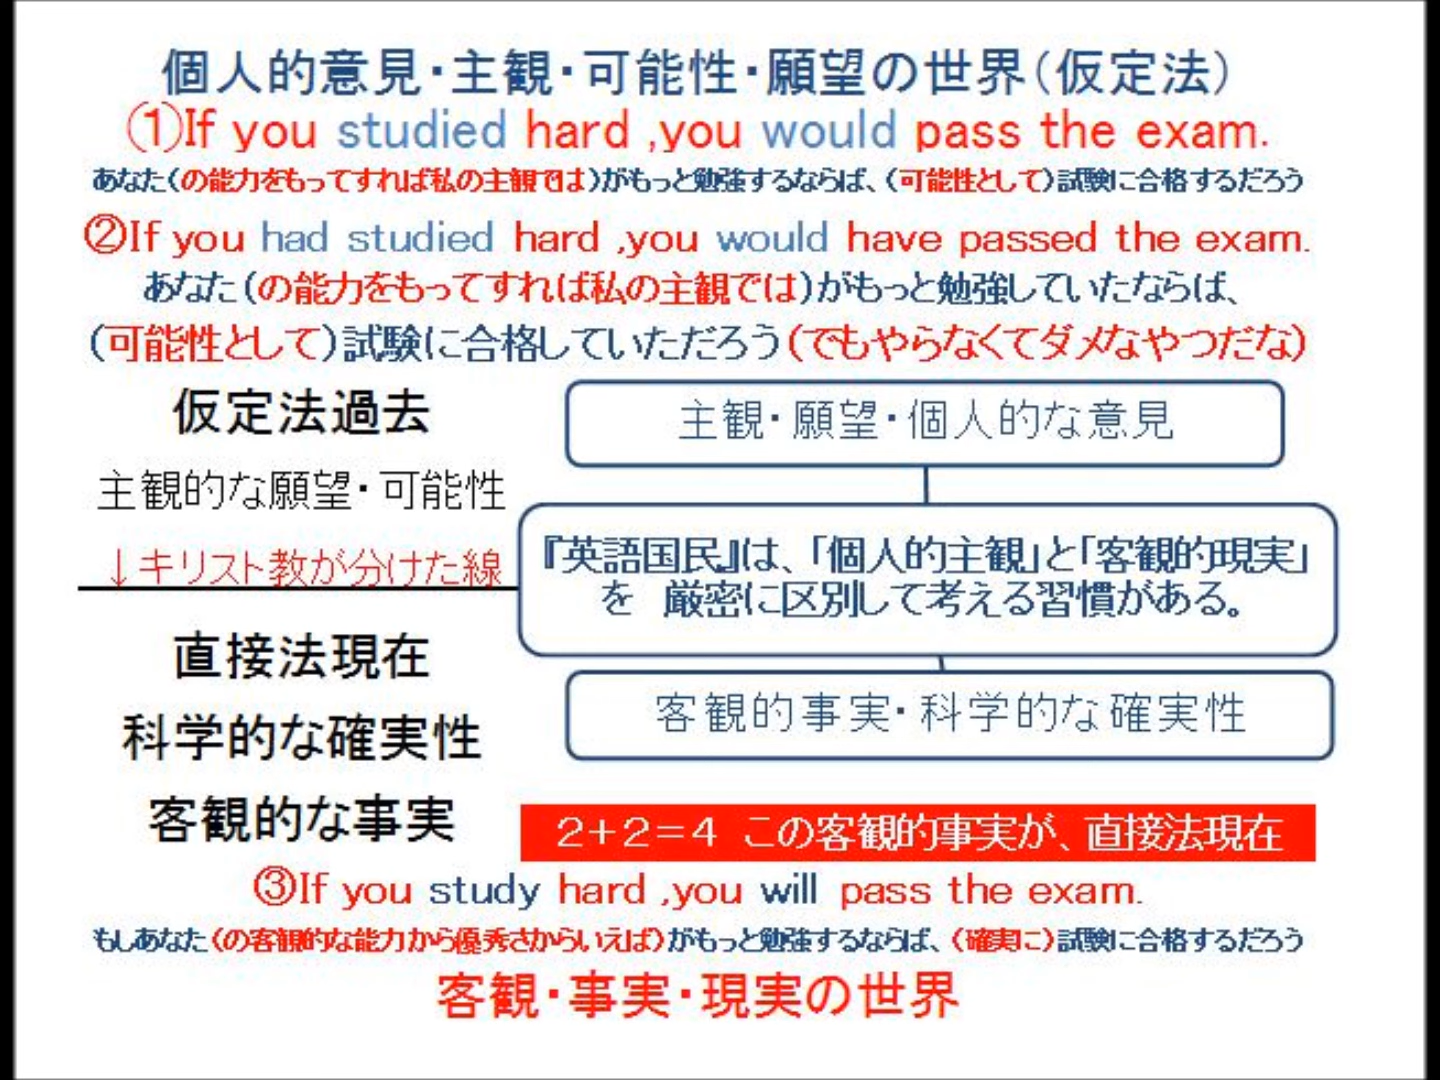 個人的意見・主観・可能性・願望の世界(仮定法)
(1)If you studied hard ,you would pass the exam.
あなた(の能力をもってすれば私の主観では)がもっと勉強するならば、(可能性として)試験に合格するだろう
②If you had studied hard ,you would have passed the exam.
あなた(の能力をもってすれば私の主観では)がもっと勉強していたならば、
(可能性として)試験に合格していただろう(でもやらなくてダメなやつだな)
仮定法過去
主観的な願望・可能性
↓キリスト教が分けた線
直接法現在
科学的な確実性
客観的な事実
主観・願望・個人的な意見
『英語国民』は、「個人的主観」と「客観的現実」
を 厳密に区別して考える習慣がある。
客観的事実・科学的な確実性
2+2=4 この客観的事実が、直接法現在
③If you study hard ,you will pass the exam.
もしあなた(の客観的な能力から優秀さからいえば)がもっと勉強するならば、(確実に)試験に合格するだろう
客観・事実・現実の世界